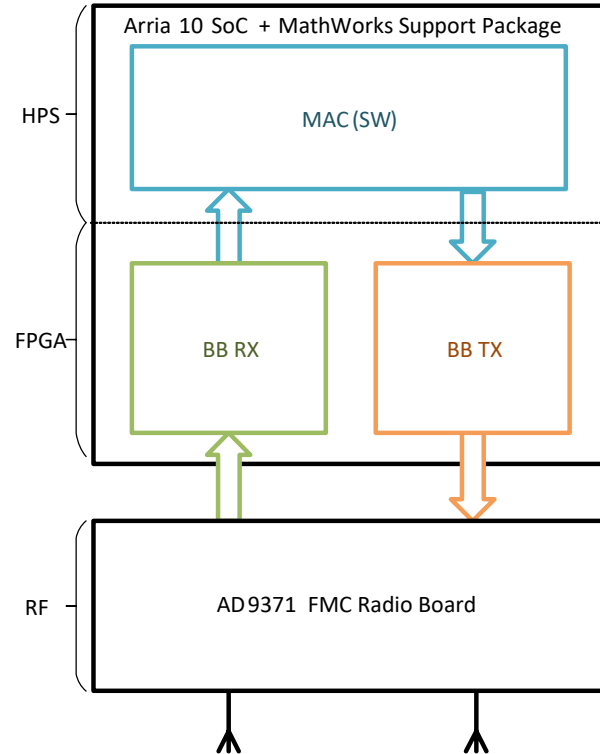 Arria 10 SoC + MathWorks Support Package
HPS
MAC (SW)
FPGA
BB RX
BB TX
RF
AD9371 FMC Radio Board